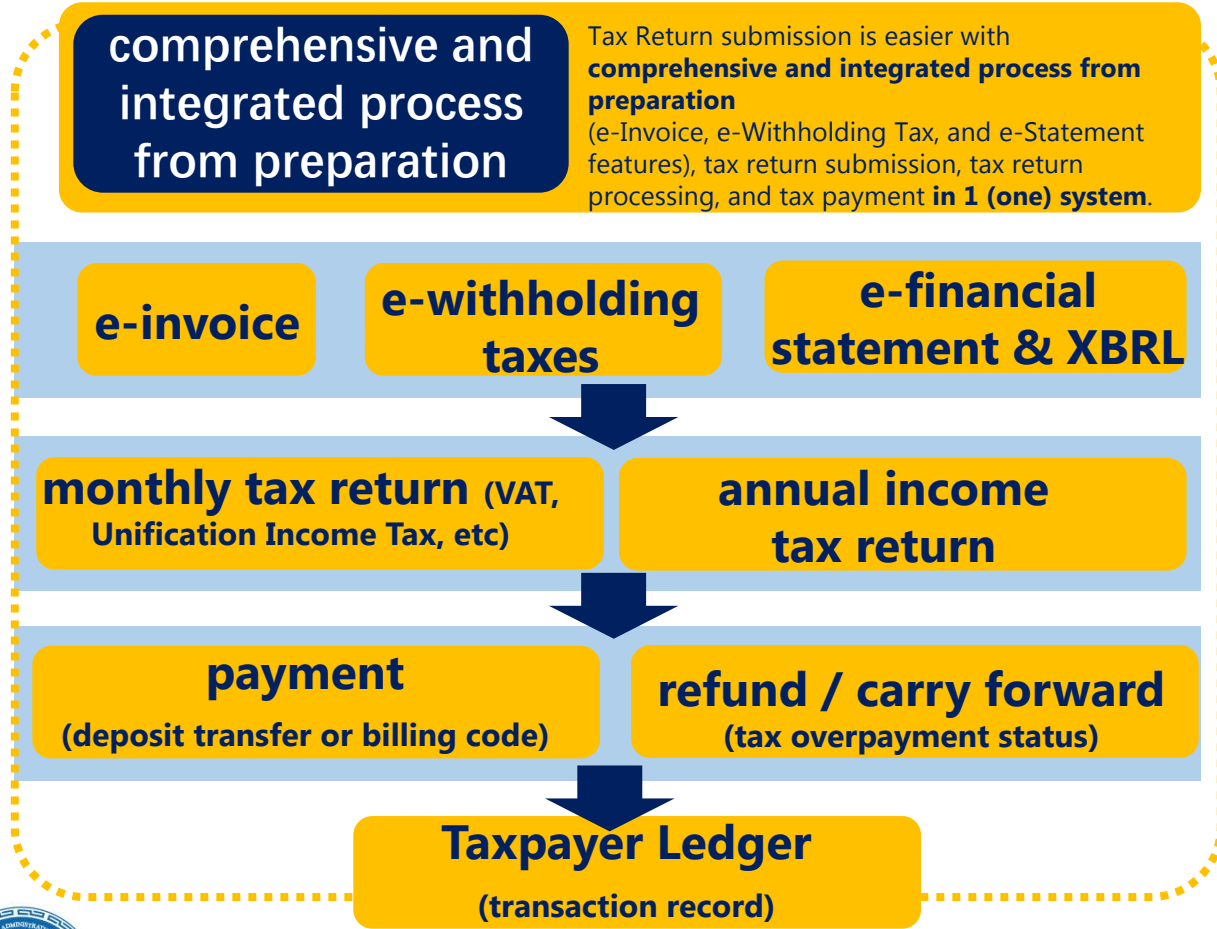 comprehensive and
integrated process
from preparation
Tax Return submission is easier with
comprehensive and integrated process from
preparation
(e-Invoice, e-Withholding Tax, and e-Statement
features), tax return submission, tax return
processing, and tax payment in 1 (one) system.
e-invoice
e-withholding
taxes
e-financial
statement & XBRL
monthly tax return (VAT,
Unification Income Tax, etc)
annual income
tax return
payment
(deposit transfer or billing code)
refund / carry forward
(tax overpayment status)
Taxpayer Ledger
(transaction record)